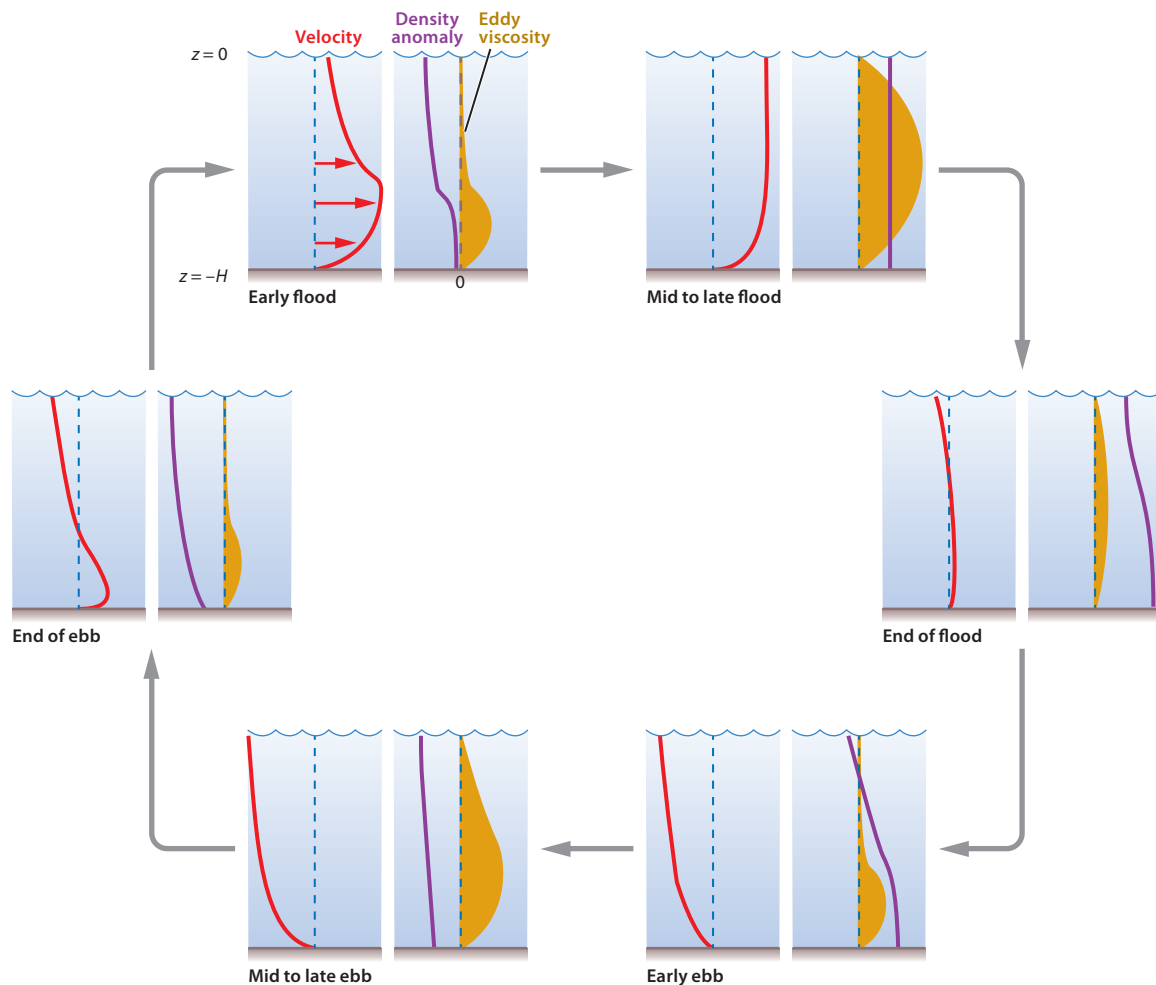 Velocity
Density
anomaly
Eddy
viscosity
z = 0
z = –H
0
Early flood
Mid to late flood
End of ebb
End of flood
Mid to late ebb
Early ebb